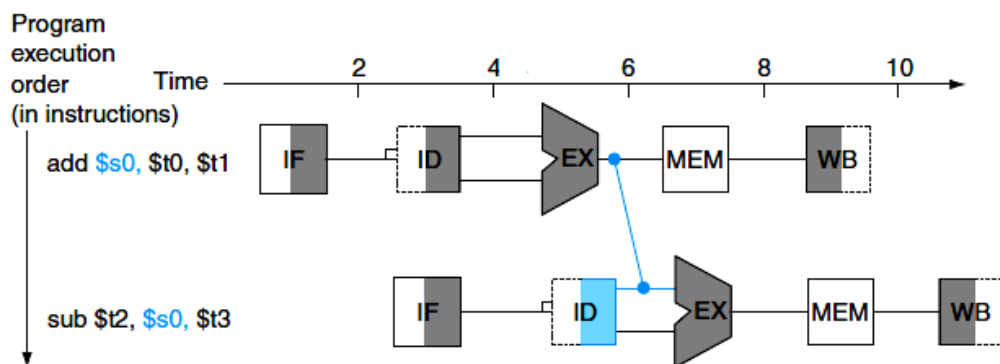 Program
execution
order
(in instructions)
Time
2 4 6 8 10
add $s0, $t0, $t1
IF ID EX MEM WB
sub $t2, $s0, $t3
IF ID EX MEM WB